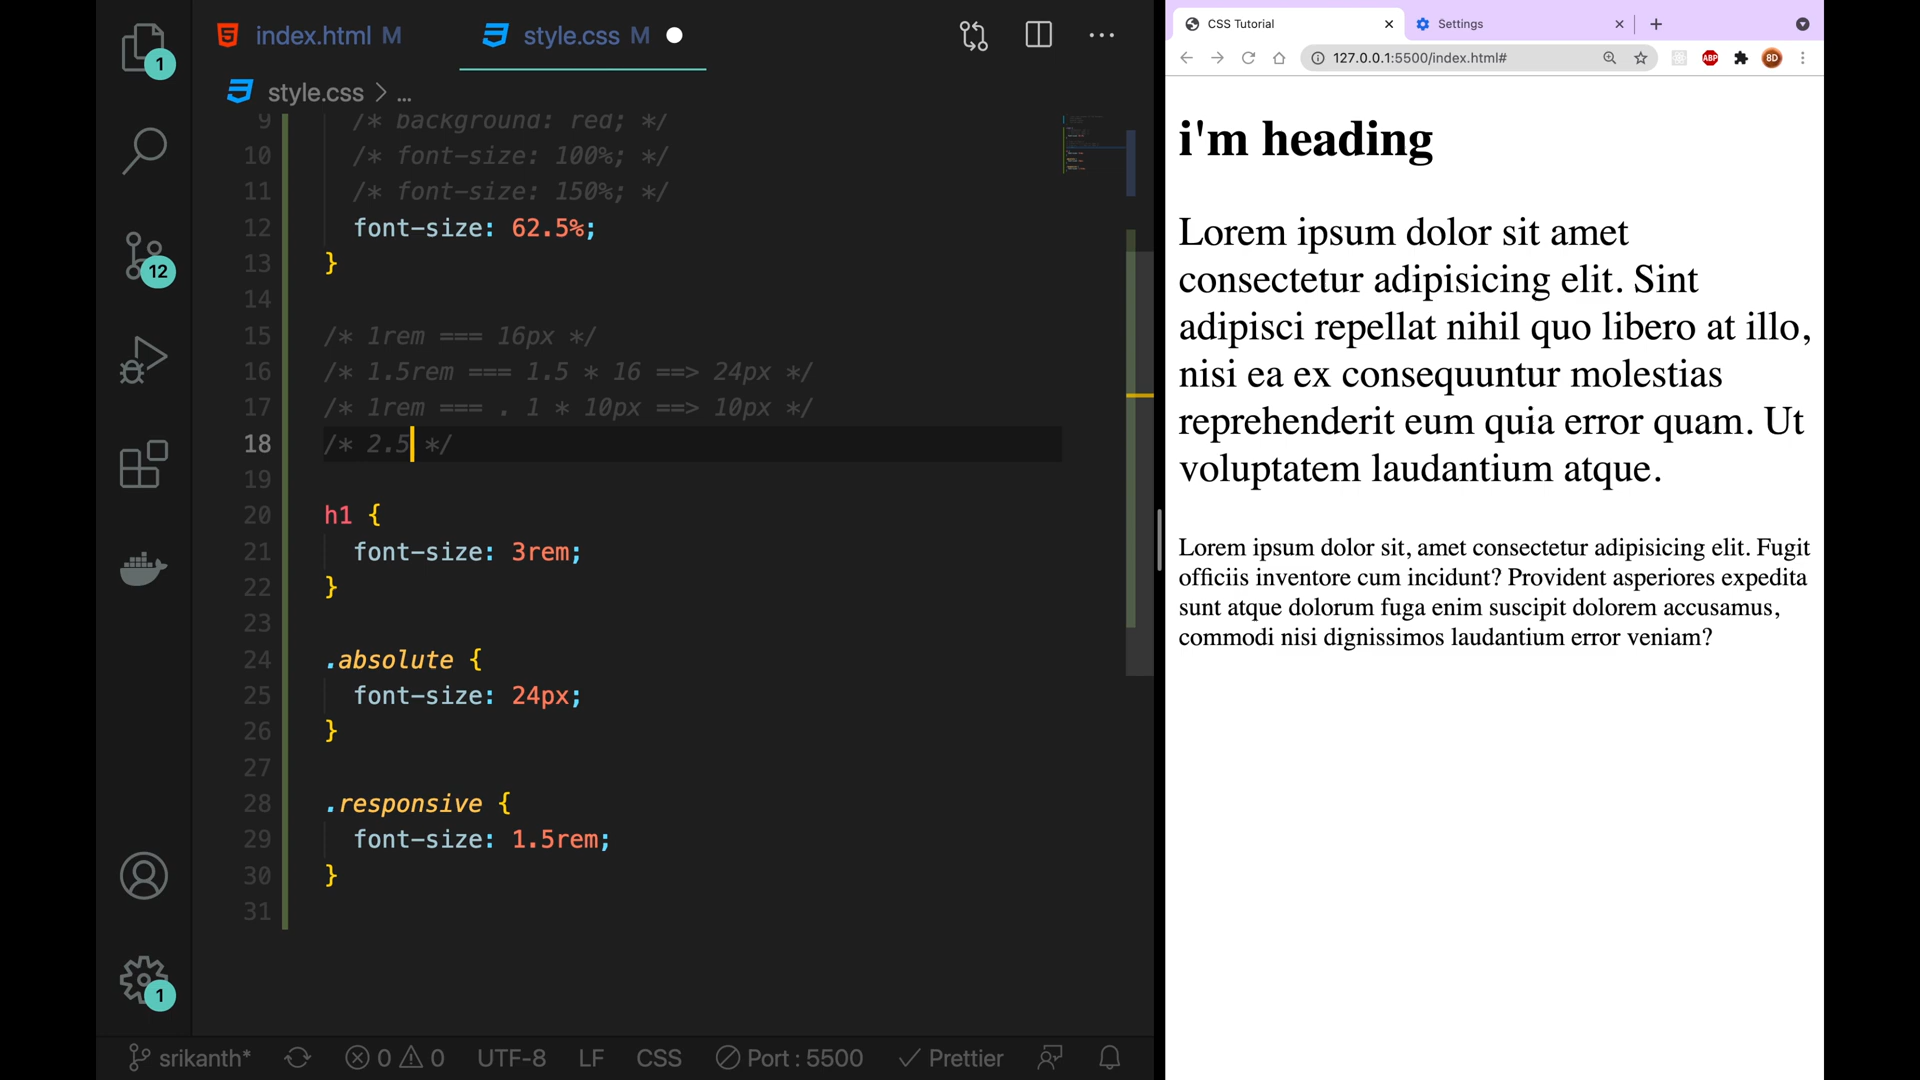 index.html M
style.css M
style.css > ...
1
12
1
9 /* background: red; */
10 /* font-size: 100%; */
11 /* font-size: 150%; */
12 font-size: 62.5%;
13 }
14
15 /* 1rem === 16px */
16 /* 1.5rem === 1.5 * 16 ==> 24px */
17 /* 1rem === . 1 * 10px ==> 10px */
18 /* 2.5 */
19
20 h1 {
21 font-size: 3rem;
22 }
23
24 .absolute {
25 font-size: 24px;
26 }
27
28 .responsive {
29 font-size: 1.5rem;
30 }
31
srikanth* 0 0 UTF-8 LF CSS Port : 5500 Prettier
CSS Tutorial
Settings
127.0.0.1:5500/index.html#
ABP
8D
i'm heading
Lorem ipsum dolor sit amet
consectetur adipisicing elit. Sint
adipisci repellat nihil quo libero at illo,
nisi ea ex consequuntur molestias
reprehenderit eum quia error quam. Ut
voluptatem laudantium atque.
Lorem ipsum dolor sit, amet consectetur adipisicing elit. Fugit
officiis inventore cum incidunt? Provident asperiores expedita
sunt atque dolorum fuga enim suscipit dolorem accusamus,
commodi nisi dignissimos laudantium error veniam?